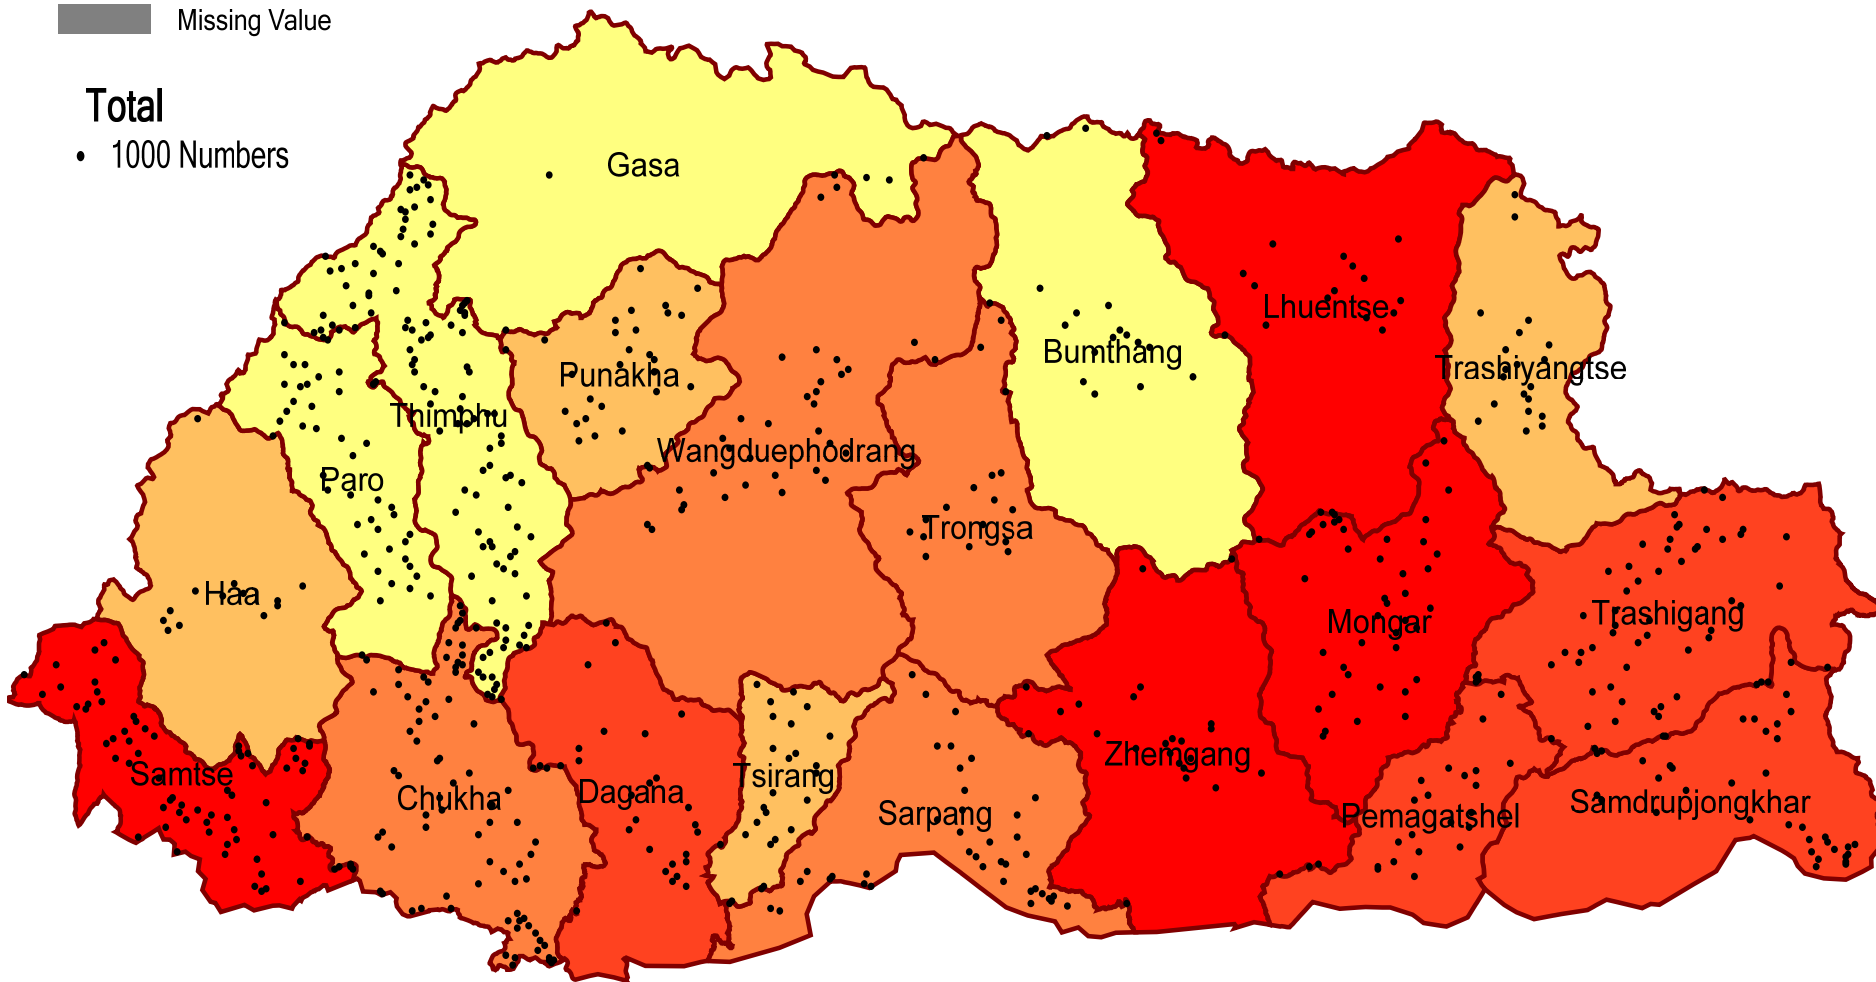 Missing Value
Total
1000 Numbers
Gasa
Lhuentse
Bumthang
Trashiyangtse
Punakha
Thimphu
Wangduephodrang
Paro
Trongsa
Haa
Mongar
Trashigang
Zhemgang
Samtse
Tsirang
Chukha
Dagana
Sarpang
Pemagatshel
Samdrupjongkhar